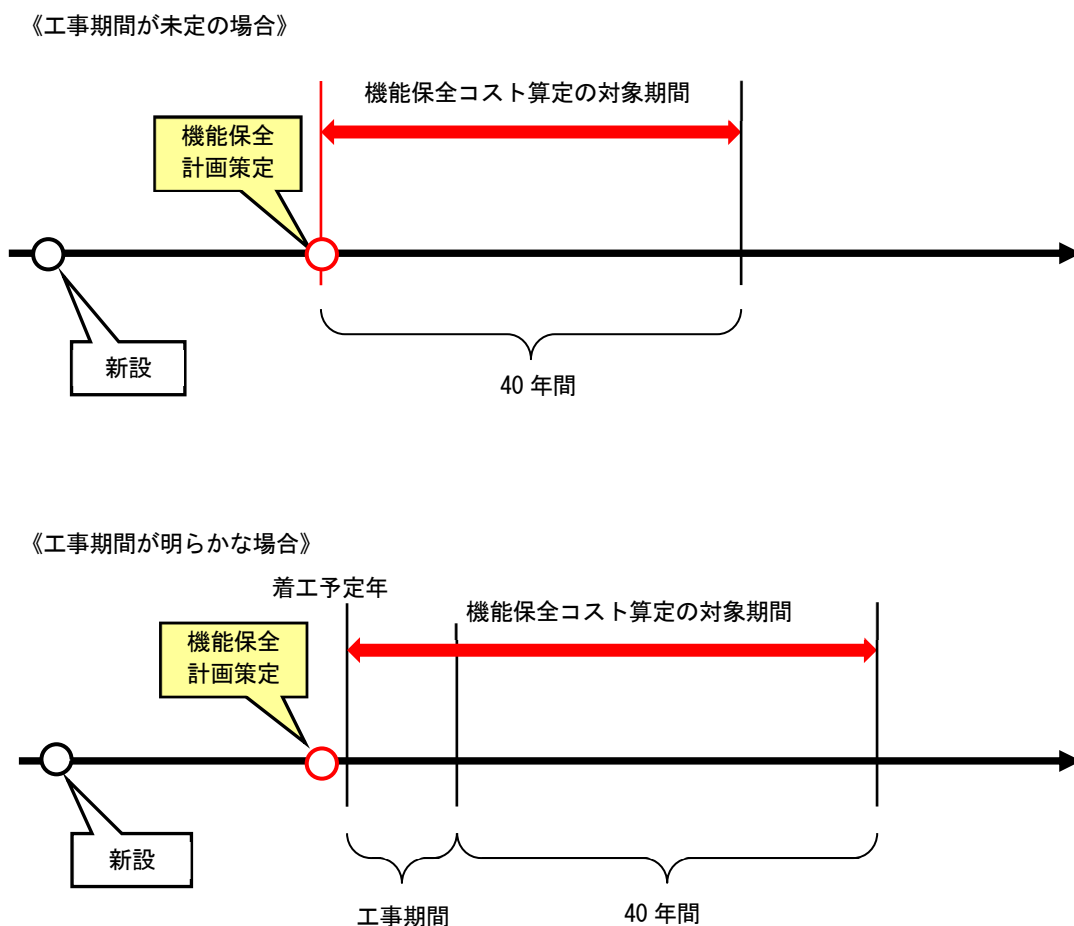 《工事期間が未定の場合》
機能保全コスト算定の対象期間
機能保全
計画策定
新設
40 年間
《工事期間が明らかな場合》
着工予定年
機能保全コスト算定の対象期間
機能保全
計画策定
新設
工事期間
40 年間